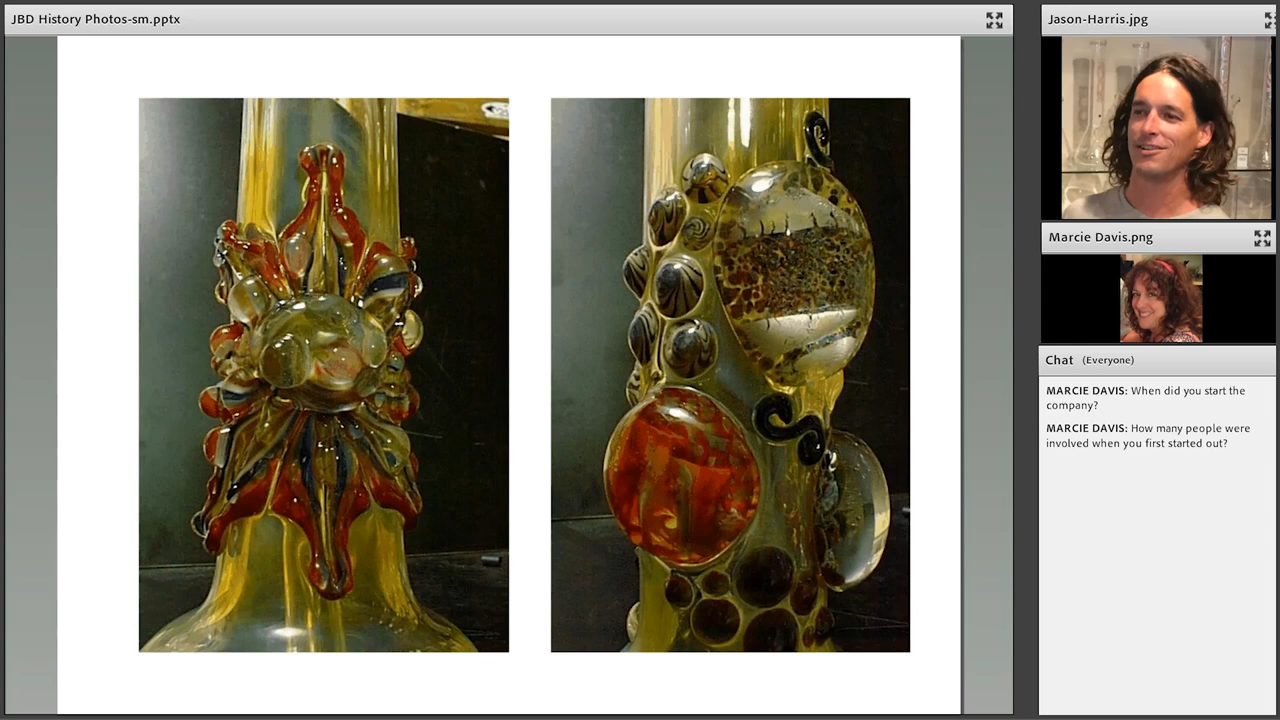 JBD History Photos-sm.pptx
Jason-Harris.jpg
Marcie Davis.png
Chat (Everyone)
MARCIE DAVIS: When did you start the
company?
MARCIE DAVIS: How many people were
involved when you first started out?